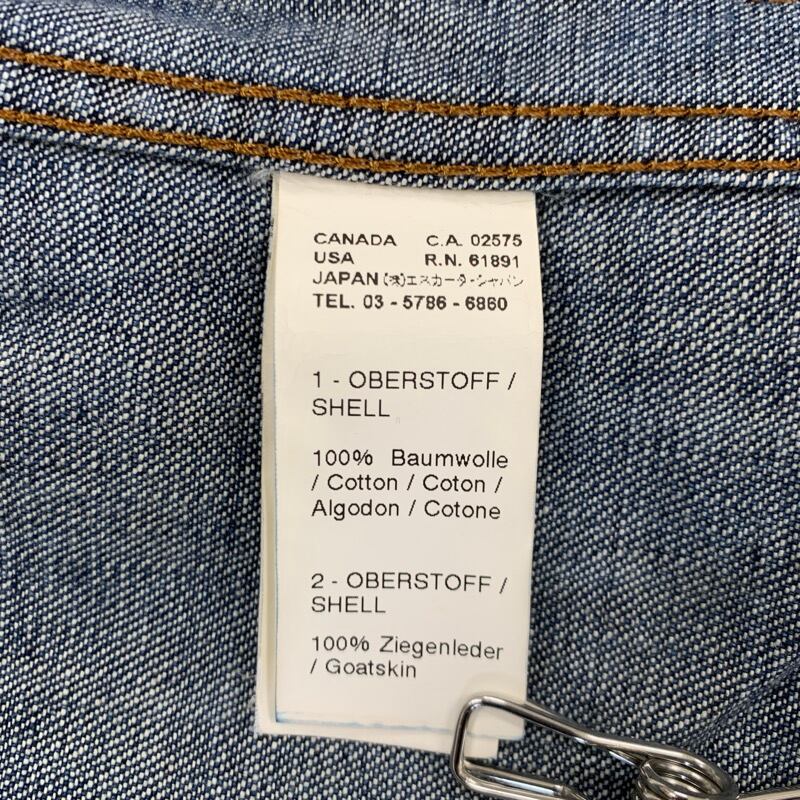 CANADA C.A. 02575
USA R.N. 61891
JAPAN (株)エスカーダ・ジャパン
TEL. 03 - 5786 - 6860
1 - OBERSTOFF /
SHELL
100% Baumwolle
/ Cotton / Coton /
Algodon / Cotone
2 - OBERSTOFF /
SHELL
100% Ziegenleder
/ Goatskin